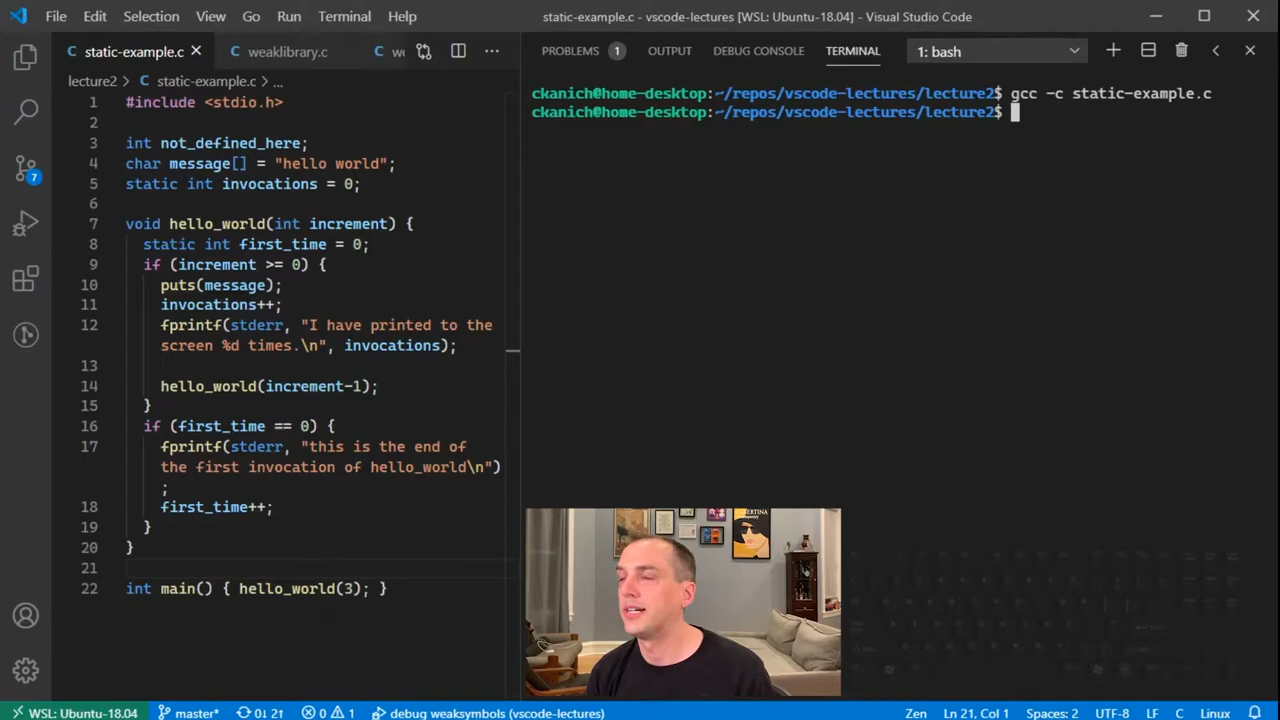 File Edit Selection View Go Run Terminal Help
static-example.c - vscode-lectures [WSL: Ubuntu-18.04] - Visual Studio Code
C static-example.c
C weaklibrary.c
C we
lecture2 > C static-example.c > ...
1 #include <stdio.h>
2
3 int not_defined_here;
4 char message[] = "hello world";
5 static int invocations = 0;
6
7 void hello_world(int increment) {
8 static int first_time = 0;
9 if (increment >= 0) {
10 puts(message);
11 invocations++;
12 fprintf(stderr, "I have printed to the
screen %d times.\n", invocations);
13
14 hello_world(increment-1);
15 }
16 if (first_time == 0) {
17 fprintf(stderr, "this is the end of
the first invocation of hello_world\n")
;
18 first_time++;
19 }
20 }
21
22 int main() { hello_world(3); }
PROBLEMS 1 OUTPUT DEBUG CONSOLE TERMINAL 1: bash
ckanich@home-desktop:~/repos/vscode-lectures/lecture2$ gcc -c static-example.c
ckanich@home-desktop:~/repos/vscode-lectures/lecture2$
7
WSL: Ubuntu-18.04 master* 0↓ 2↑ 0 1 debug weaksymbols (vscode-lectures) Zen Ln 21, Col 1 Spaces: 2 UTF-8 LF C Linux